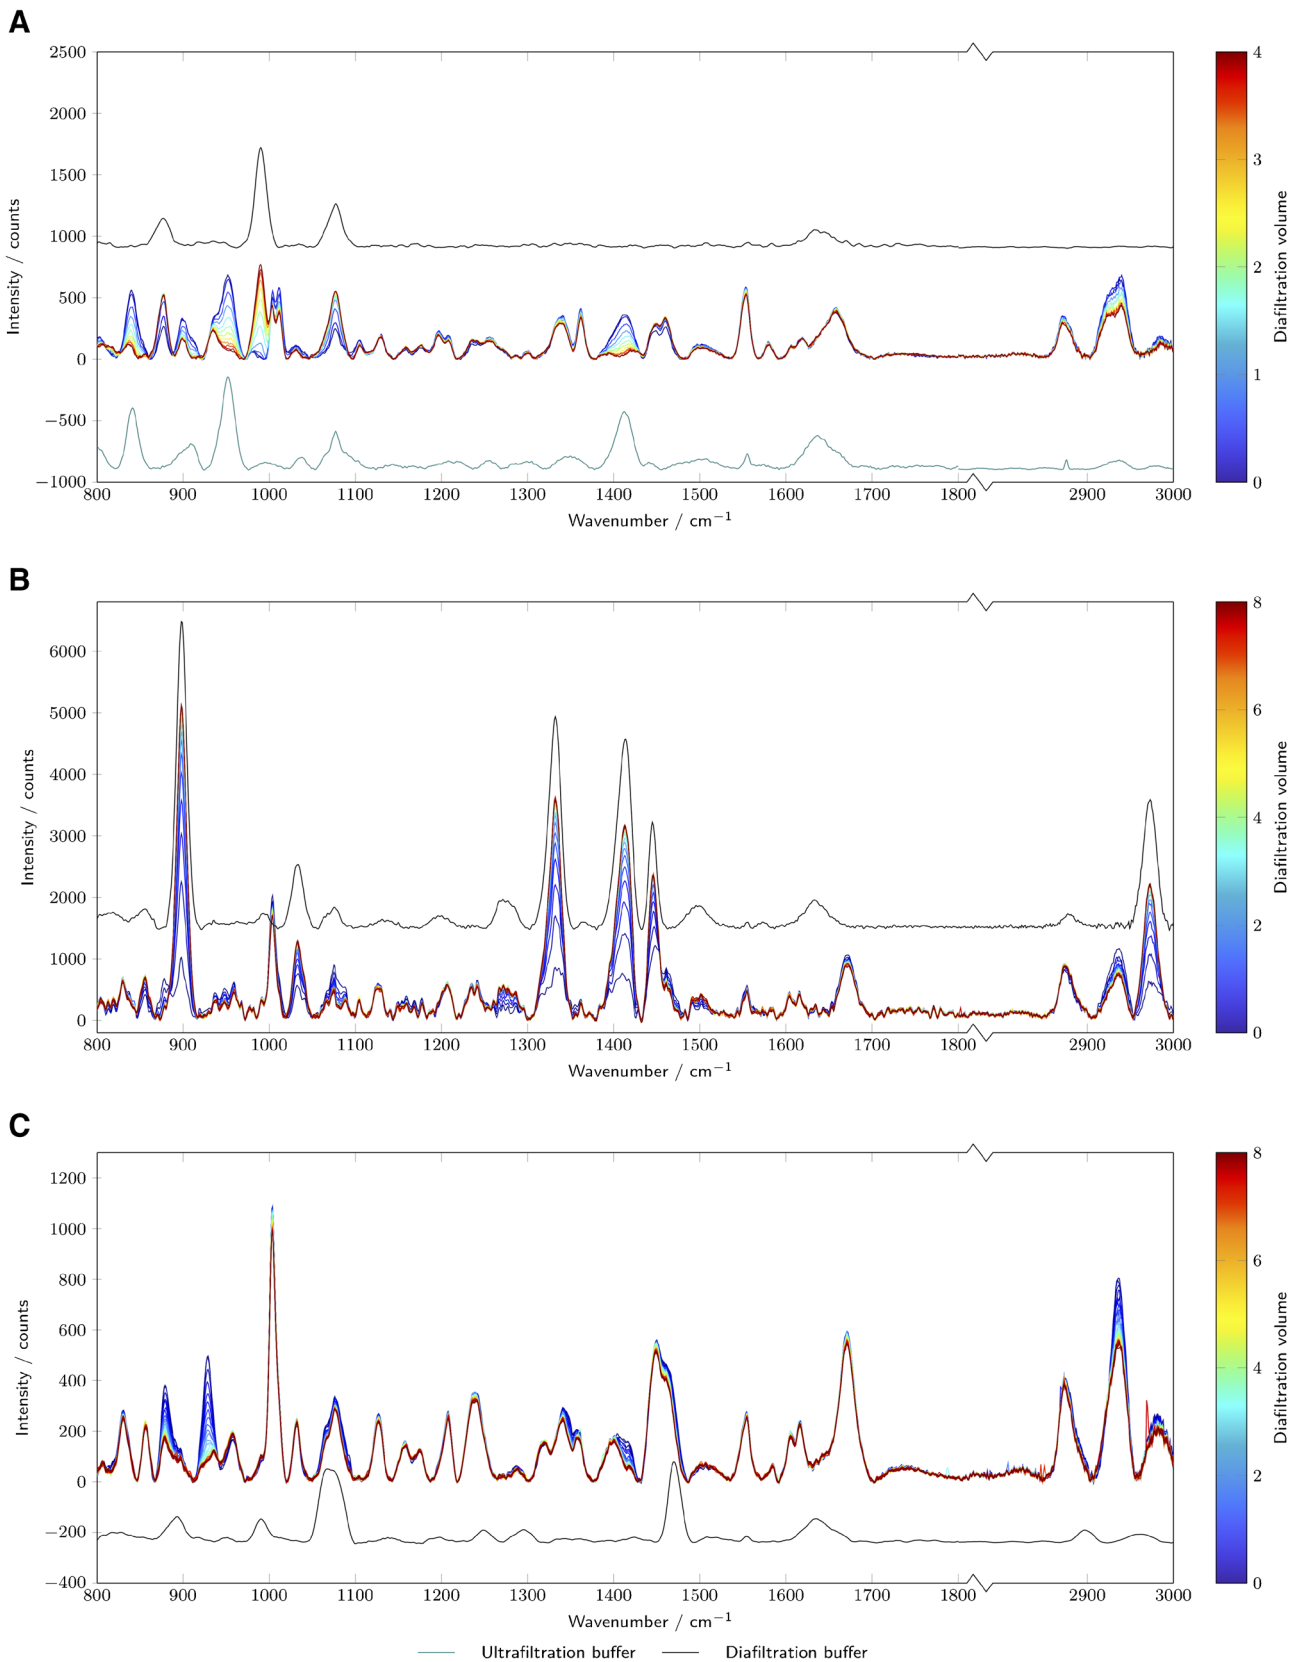 A
2500
2000
1500
1000
500
0
−500
−1000
Intensity / counts
800 900 1000 1100 1200 1300 1400 1500 1600 1700 1800 2900 3000
Wavenumber / cm−1
4
3
2
1
0
Diafiltration volume
B
6000
5000
4000
3000
2000
1000
0
Intensity / counts
800 900 1000 1100 1200 1300 1400 1500 1600 1700 1800 2900 3000
Wavenumber / cm−1
8
6
4
2
0
Diafiltration volume
C
1200
1000
800
600
400
200
0
−200
−400
Intensity / counts
800 900 1000 1100 1200 1300 1400 1500 1600 1700 1800 2900 3000
Wavenumber / cm−1
8
6
4
2
0
Diafiltration volume
Ultrafiltration buffer Diafiltration buffer